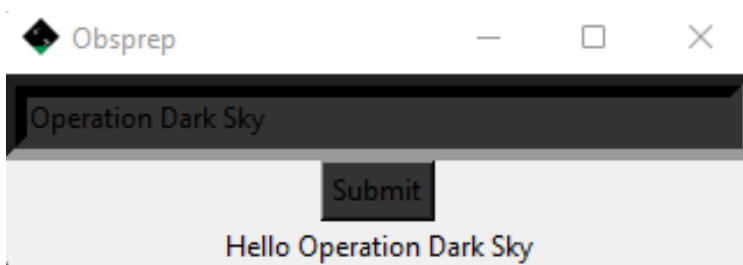 Obsprep
Operation Dark Sky
Submit
Hello Operation Dark Sky